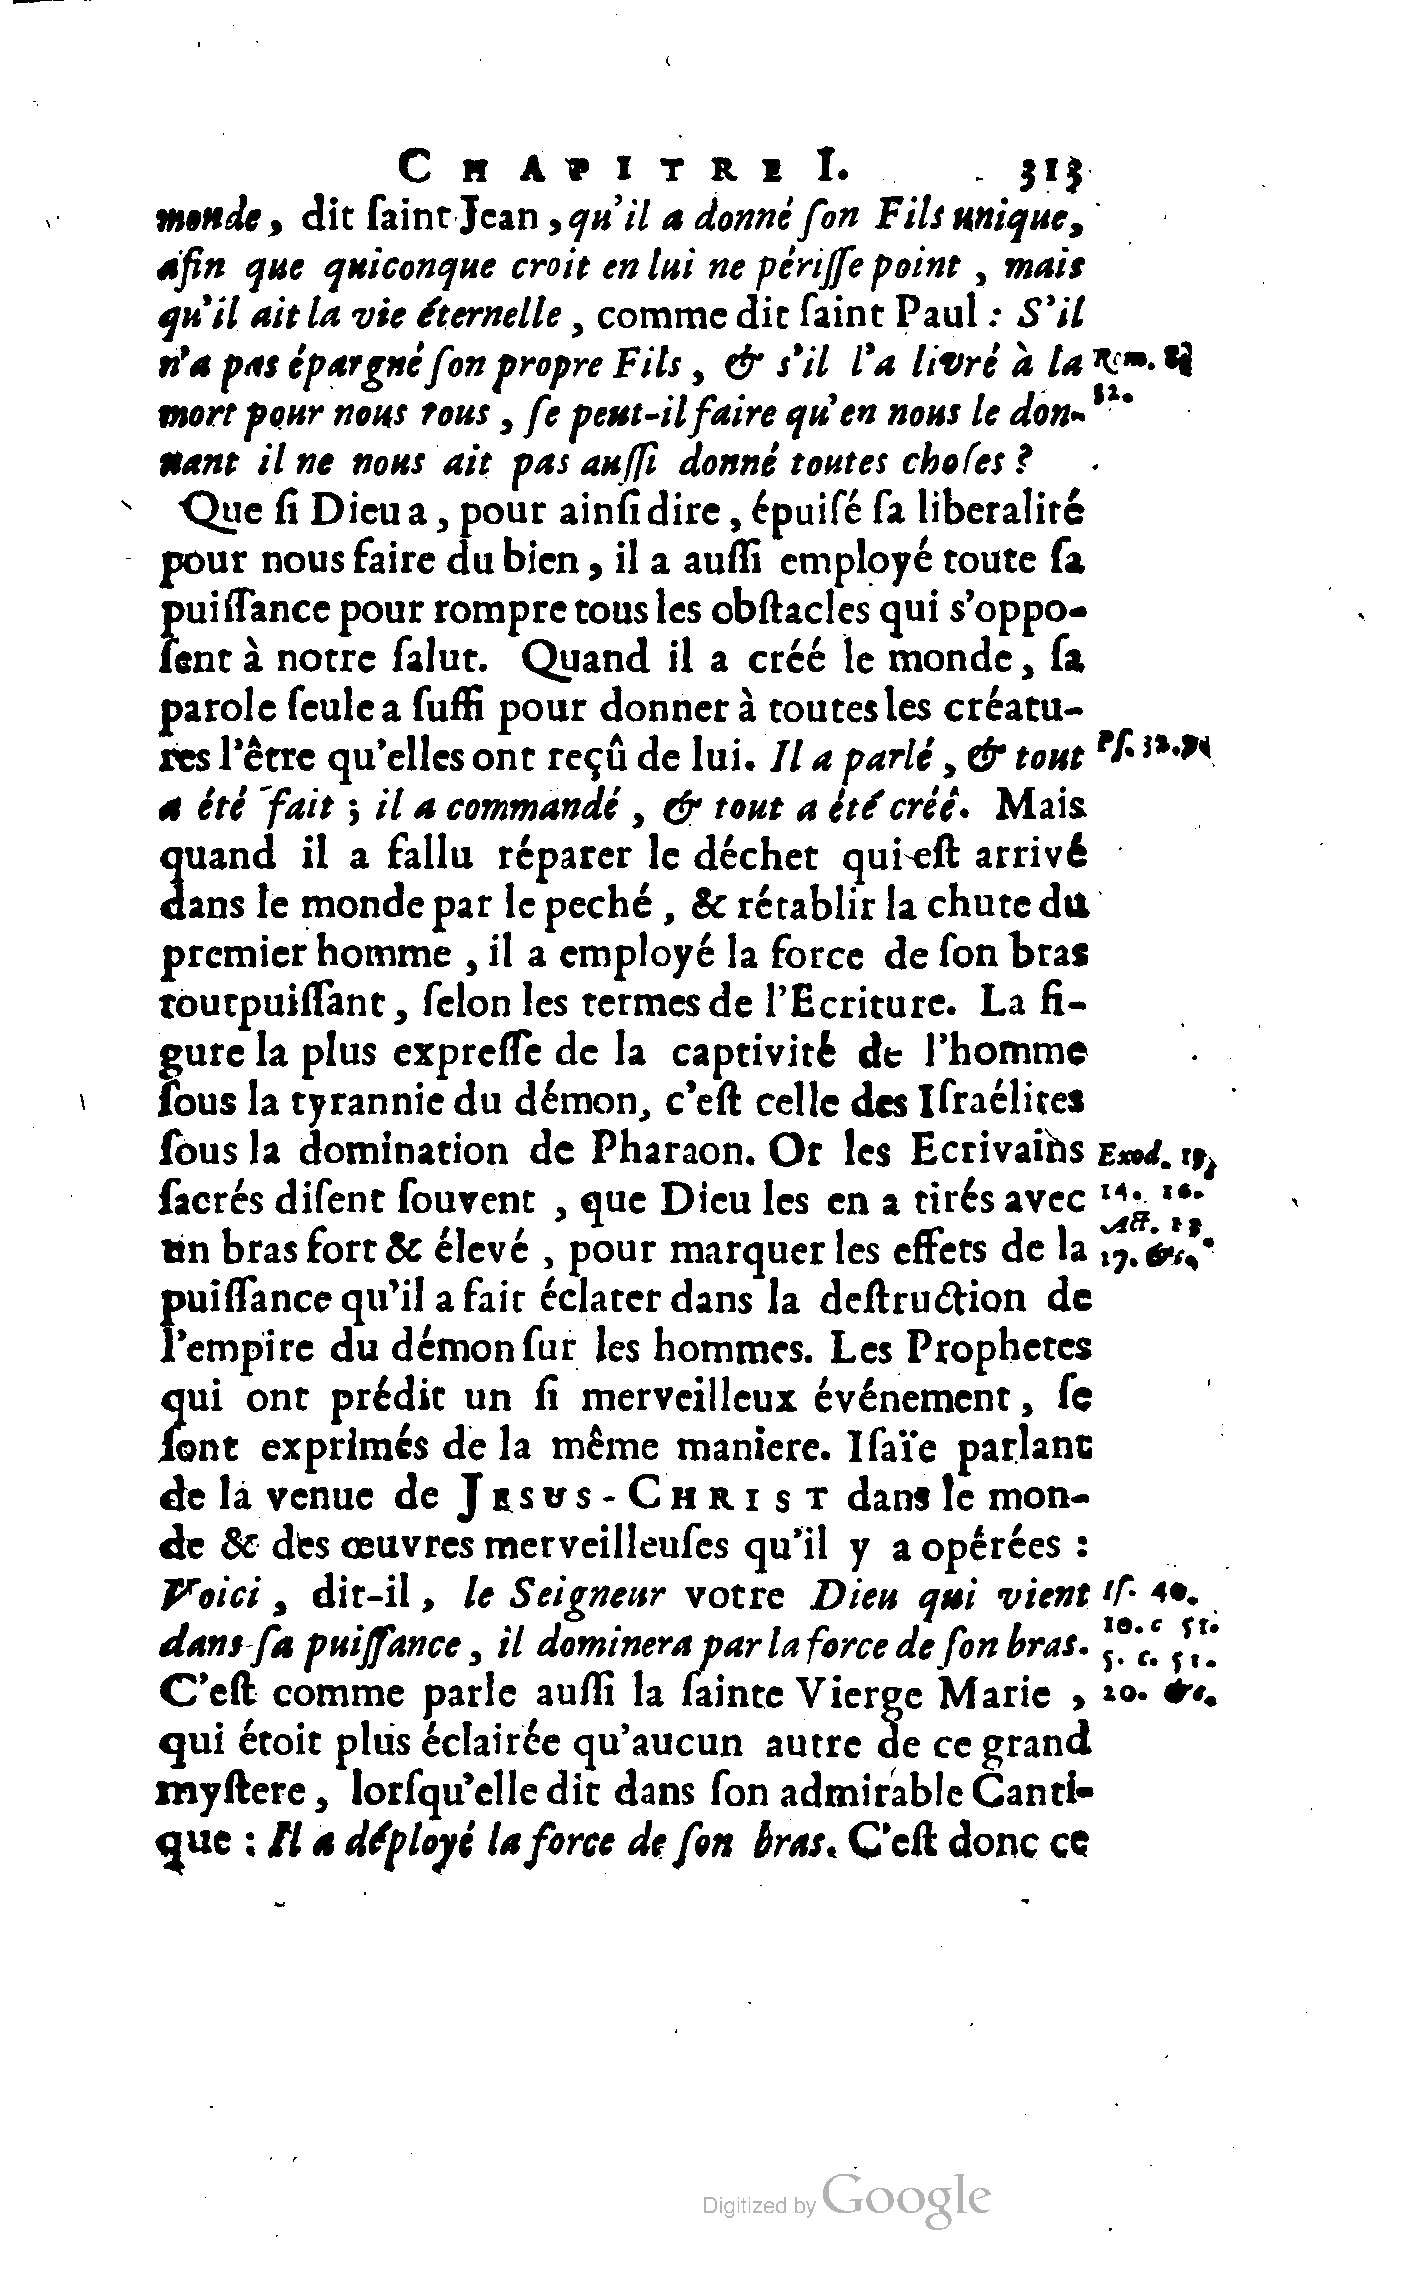 CHAPITRE I. 313
monde, dit ſaint Jean, qu'il a donné ſon Fils unique,
afin que quiconque croit en lui ne périſſe point, mais
qu'il ait la vie éternelle, comme dit ſaint Paul : S'il
n'a pas épargné ſon propre Fils, & s'il l'a livré à la Rom.
mort pour nous tous, ſe peut-il faire qu'en nous le don- 32.
nant il ne nous ait pas auſſi donné toutes choſes ?
Que ſi Dieu a, pour ainſi dire, épuiſé ſa liberalité
pour nous faire du bien, il a auſſi employé toute ſa
puiſſance pour rompre tous les obſtacles qui s'oppo-
ſent à notre ſalut. Quand il a créé le monde, ſa
parole ſeule a ſuffi pour donner à toutes les créatu-
res l'être qu'elles ont reçû de lui. Il a parlé, & tout Pſ. 32.
a été fait ; il a commandé, & tout a été créé. Mais
quand il a fallu réparer le déchet qui eſt arrivé
dans le monde par le peché, & rétablir la chute du
premier homme, il a employé la force de ſon bras
toutpuiſſant, ſelon les termes de l'Ecriture. La fi-
gure la plus expreſſe de la captivité de l'homme
ſous la tyrannie du démon, c'eſt celle des Iſraélites
ſous la domination de Pharaon. Or les Ecrivains Exod.
ſacrés diſent ſouvent, que Dieu les en a tirés avec 14. 16.
Act. 13
un bras fort & élevé, pour marquer les effets de la 17. &c.
puiſſance qu'il a fait éclater dans la deſtruction de
l'empire du démon ſur les hommes. Les Prophetes
qui ont prédit un ſi merveilleux événement, ſe
ſont exprimés de la même maniere. Iſaïe parlant
de la venue de JESUS-CHRIST dans le mon-
de & des œuvres merveilleuſes qu'il y a opérées :
Voici, dit-il, le Seigneur votre Dieu qui vient Iſ. 40.
dans ſa puiſſance, il dominera par la force de ſon bras. 10. c 51.
5. c. 51.
C'eſt comme parle auſſi la ſainte Vierge Marie, 20. &c.
qui étoit plus éclairée qu'aucun autre de ce grand
myſtere, lorſqu'elle dit dans ſon admirable Canti-
que : Il a déployé la force de ſon bras. C'eſt donc ce
Digitized by Google